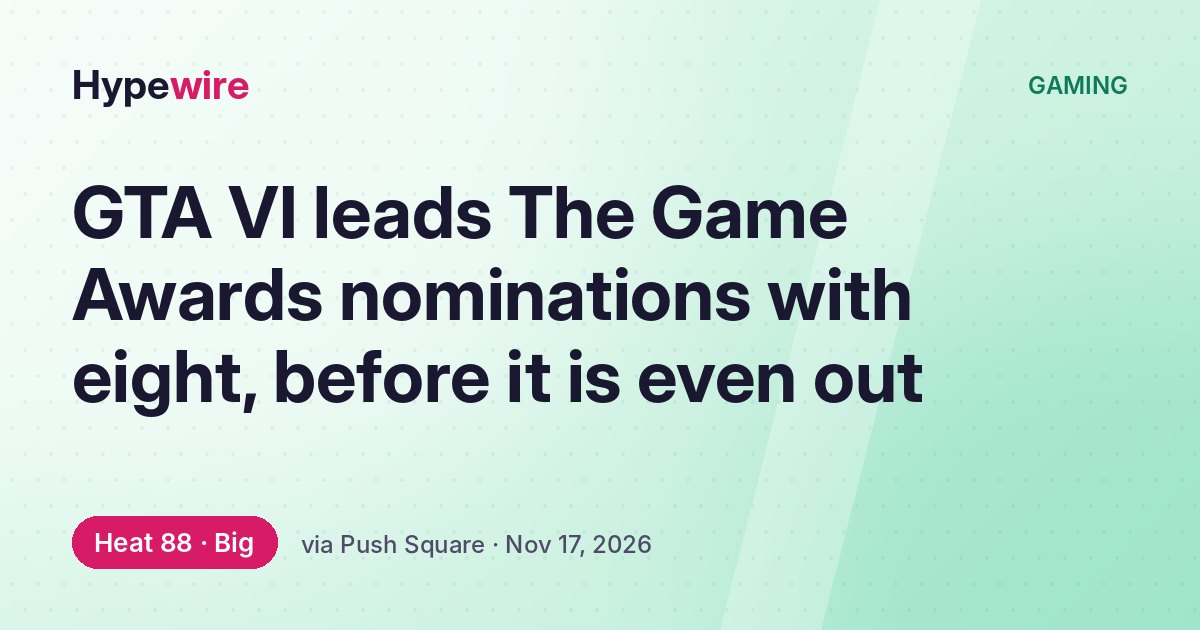 Hypewire
GAMING
GTA VI leads The Game
Awards nominations with
eight, before it is even out
Heat 88 · Big
via Push Square · Nov 17, 2026